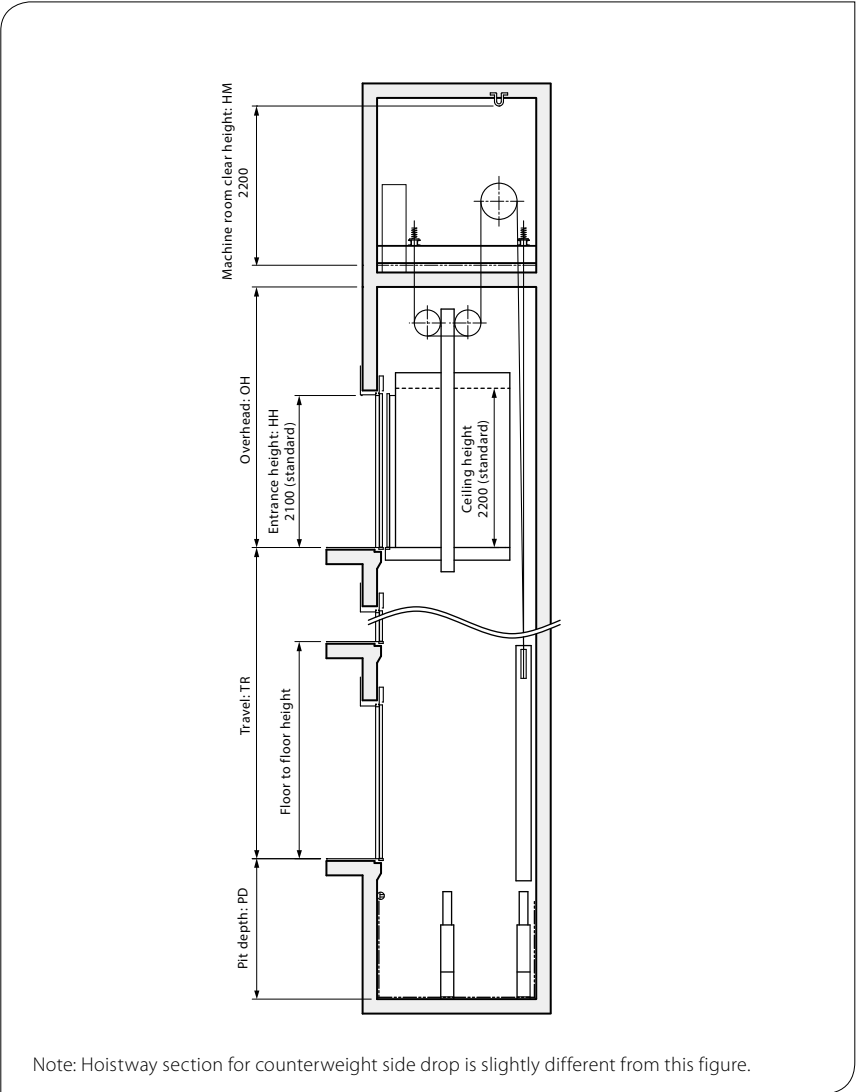 Machine room clear height: HM
2200
Overhead: OH
Entrance height: HH
2100 (standard)
Ceiling height
2200 (standard)
Travel: TR
Floor to floor height
Pit depth: PD
Note: Hoistway section for counterweight side drop is slightly different from this figure.